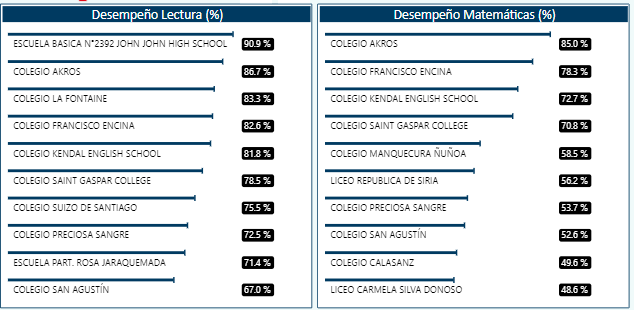 Desempeño Lectura (%)
ESCUELA BASICA N°2392 JOHN JOHN HIGH SCHOOL 90.9 %
COLEGIO AKROS 86.7 %
COLEGIO LA FONTAINE 83.3 %
COLEGIO FRANCISCO ENCINA 82.6 %
COLEGIO KENDAL ENGLISH SCHOOL 81.8 %
COLEGIO SAINT GASPAR COLLEGE 78.5 %
COLEGIO SUIZO DE SANTIAGO 75.5 %
COLEGIO PRECIOSA SANGRE 72.5 %
ESCUELA PART. ROSA JARAQUEMADA 71.4 %
COLEGIO SAN AGUSTÍN 67.0 %
Desempeño Matemáticas (%)
COLEGIO AKROS 85.0 %
COLEGIO FRANCISCO ENCINA 78.3 %
COLEGIO KENDAL ENGLISH SCHOOL 72.7 %
COLEGIO SAINT GASPAR COLLEGE 70.8 %
COLEGIO MANQUECURA ÑUÑOA 58.5 %
LICEO REPUBLICA DE SIRIA 56.2 %
COLEGIO PRECIOSA SANGRE 53.7 %
COLEGIO SAN AGUSTÍN 52.6 %
COLEGIO CALASANZ 49.6 %
LICEO CARMELA SILVA DONOSO 48.6 %